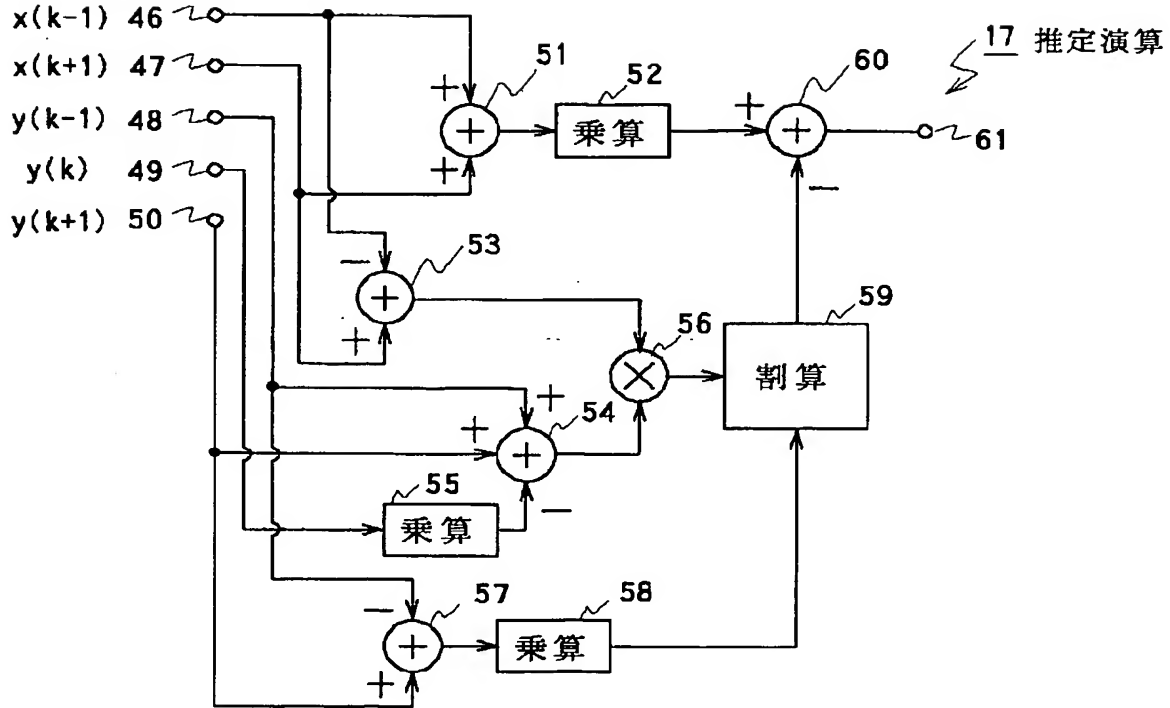 x(k-1) 46
x(k+1) 47
y(k-1) 48
y(k) 49
y(k+1) 50
17 推定演算
51
+
+
+
52
乗算
60
+
+
−
61
53
−
+
+
56
×
59
割算
54
+
+
+
−
55
乗算
57
−
+
+
58
乗算